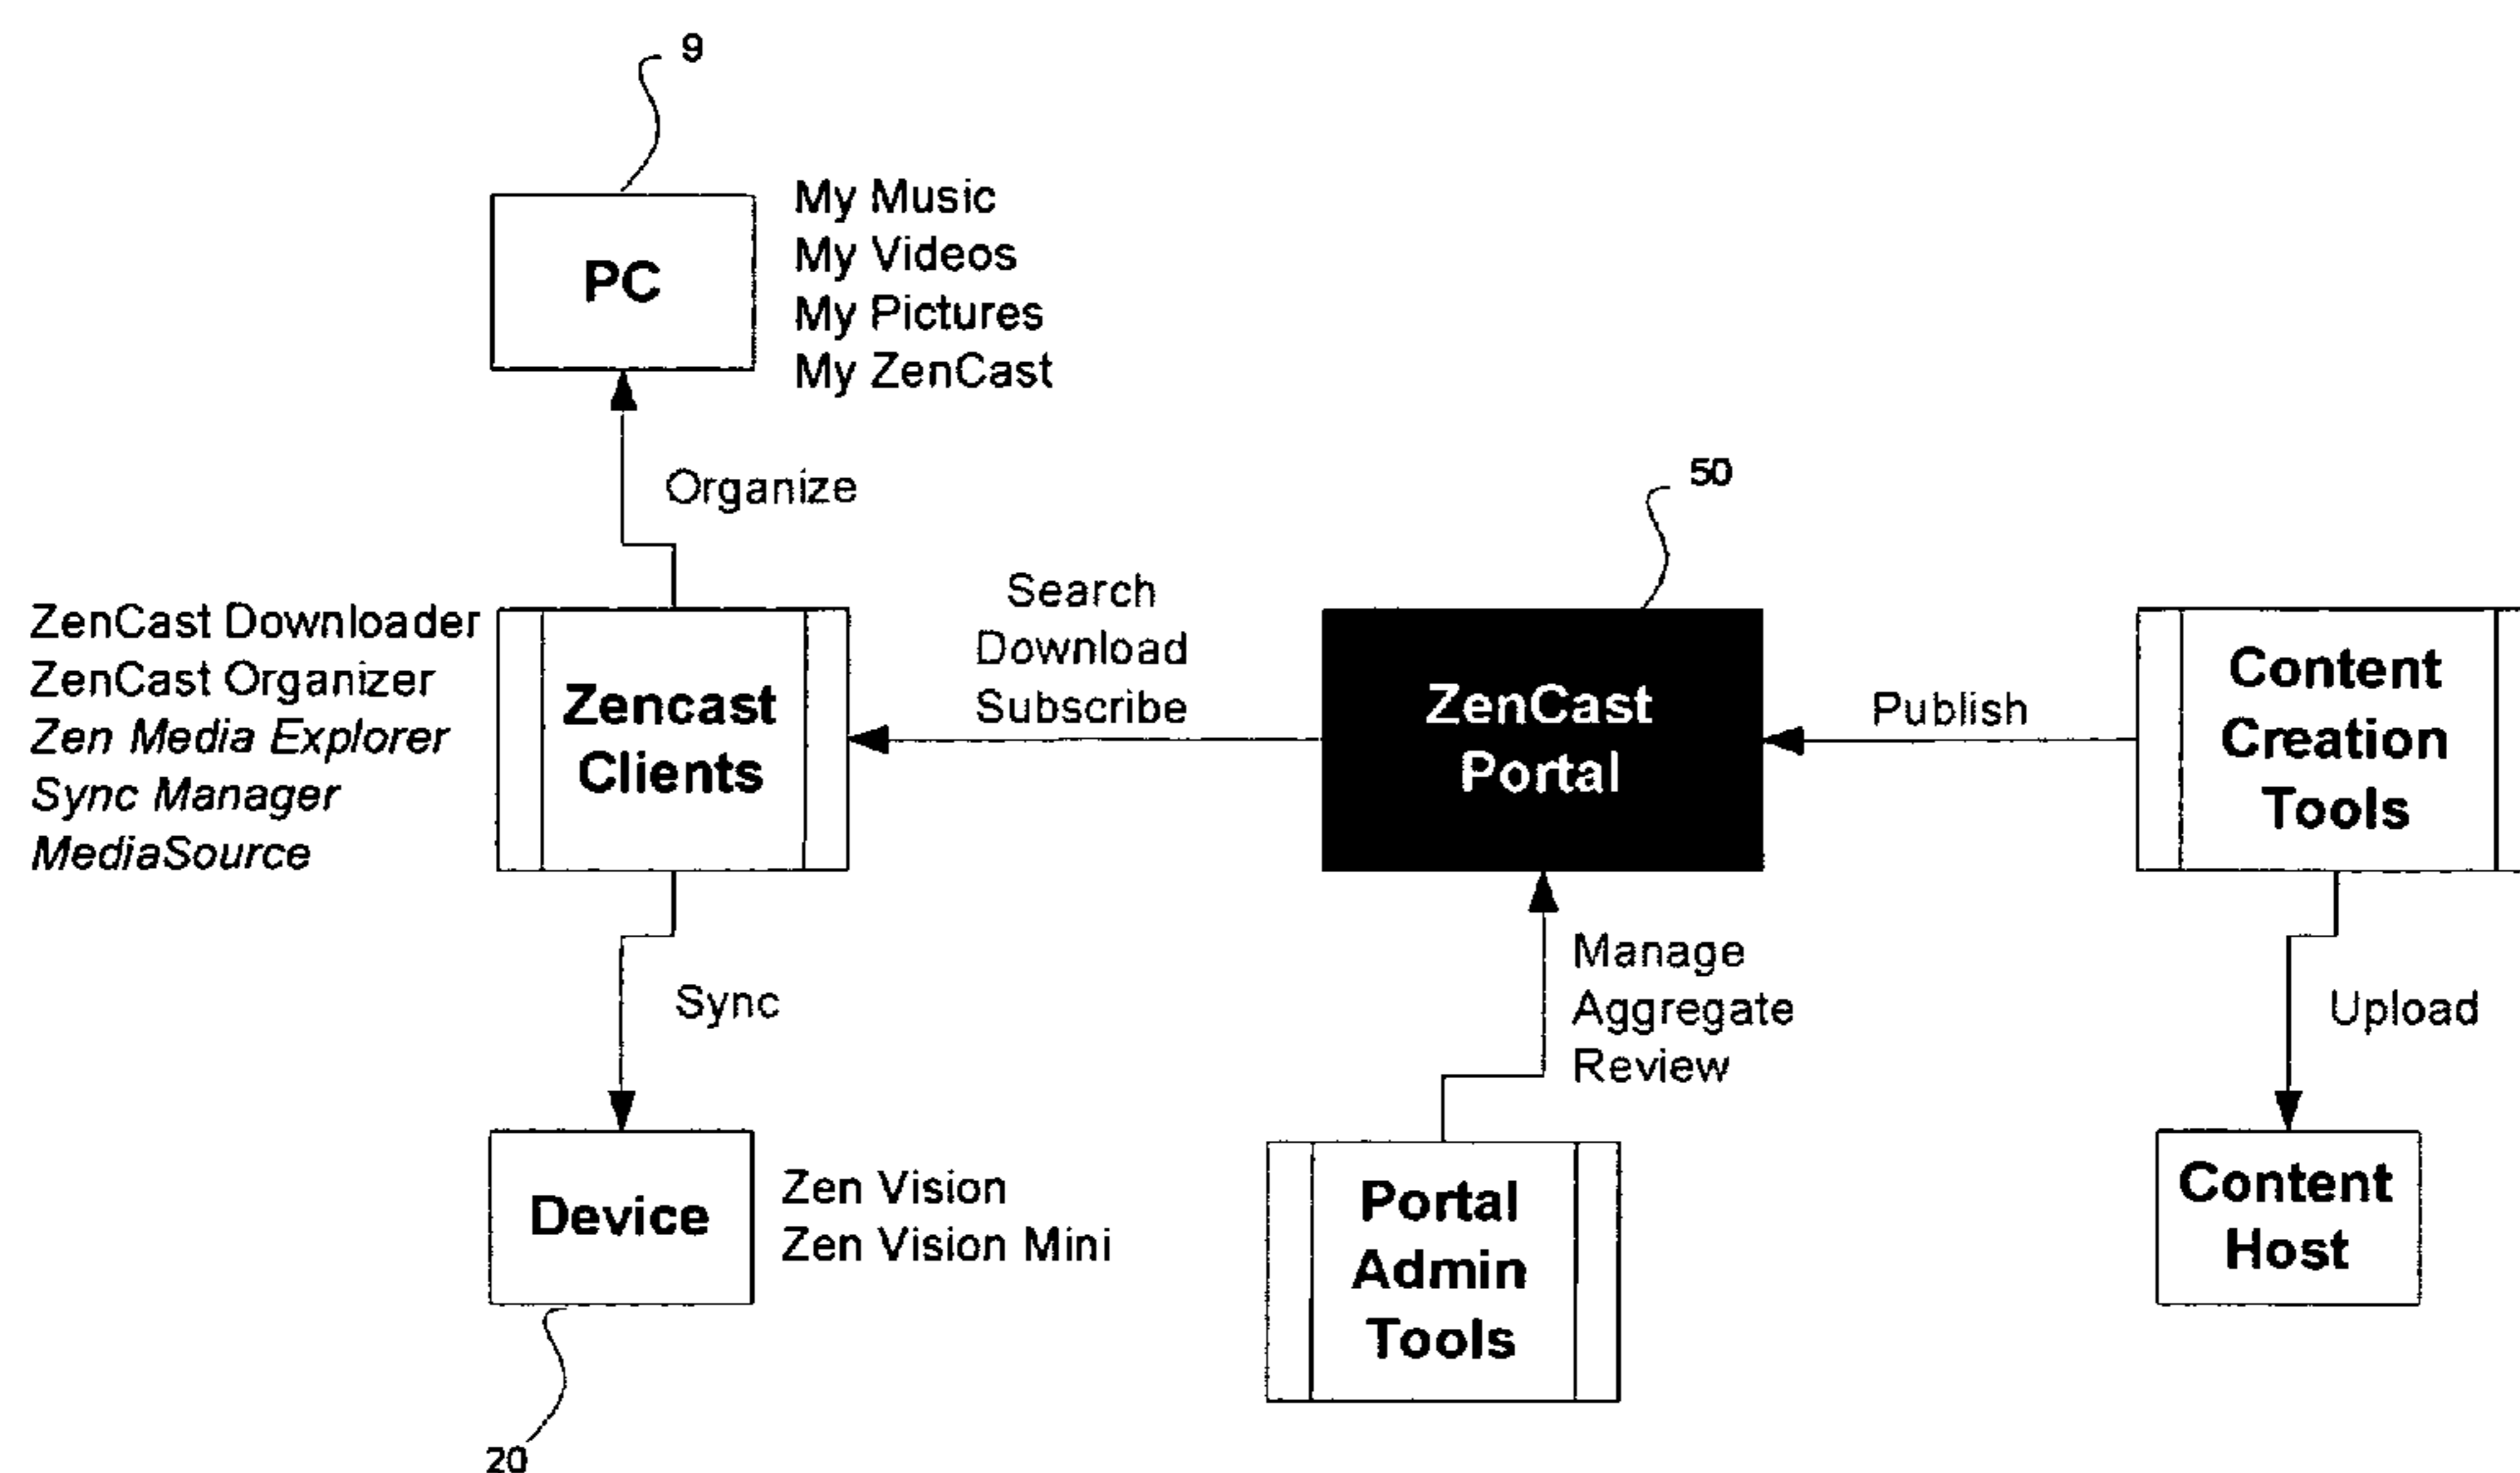 9
PC
My Music
My Videos
My Pictures
My ZenCast
Organize
50
ZenCast Downloader
ZenCast Organizer
Zen Media Explorer
Sync Manager
MediaSource
Zencast
Clients
Search
Download
Subscribe
ZenCast
Portal
Publish
Content
Creation
Tools
Sync
Manage
Aggregate
Review
Upload
Device
Zen Vision
Zen Vision Mini
Portal
Admin
Tools
Content
Host
20